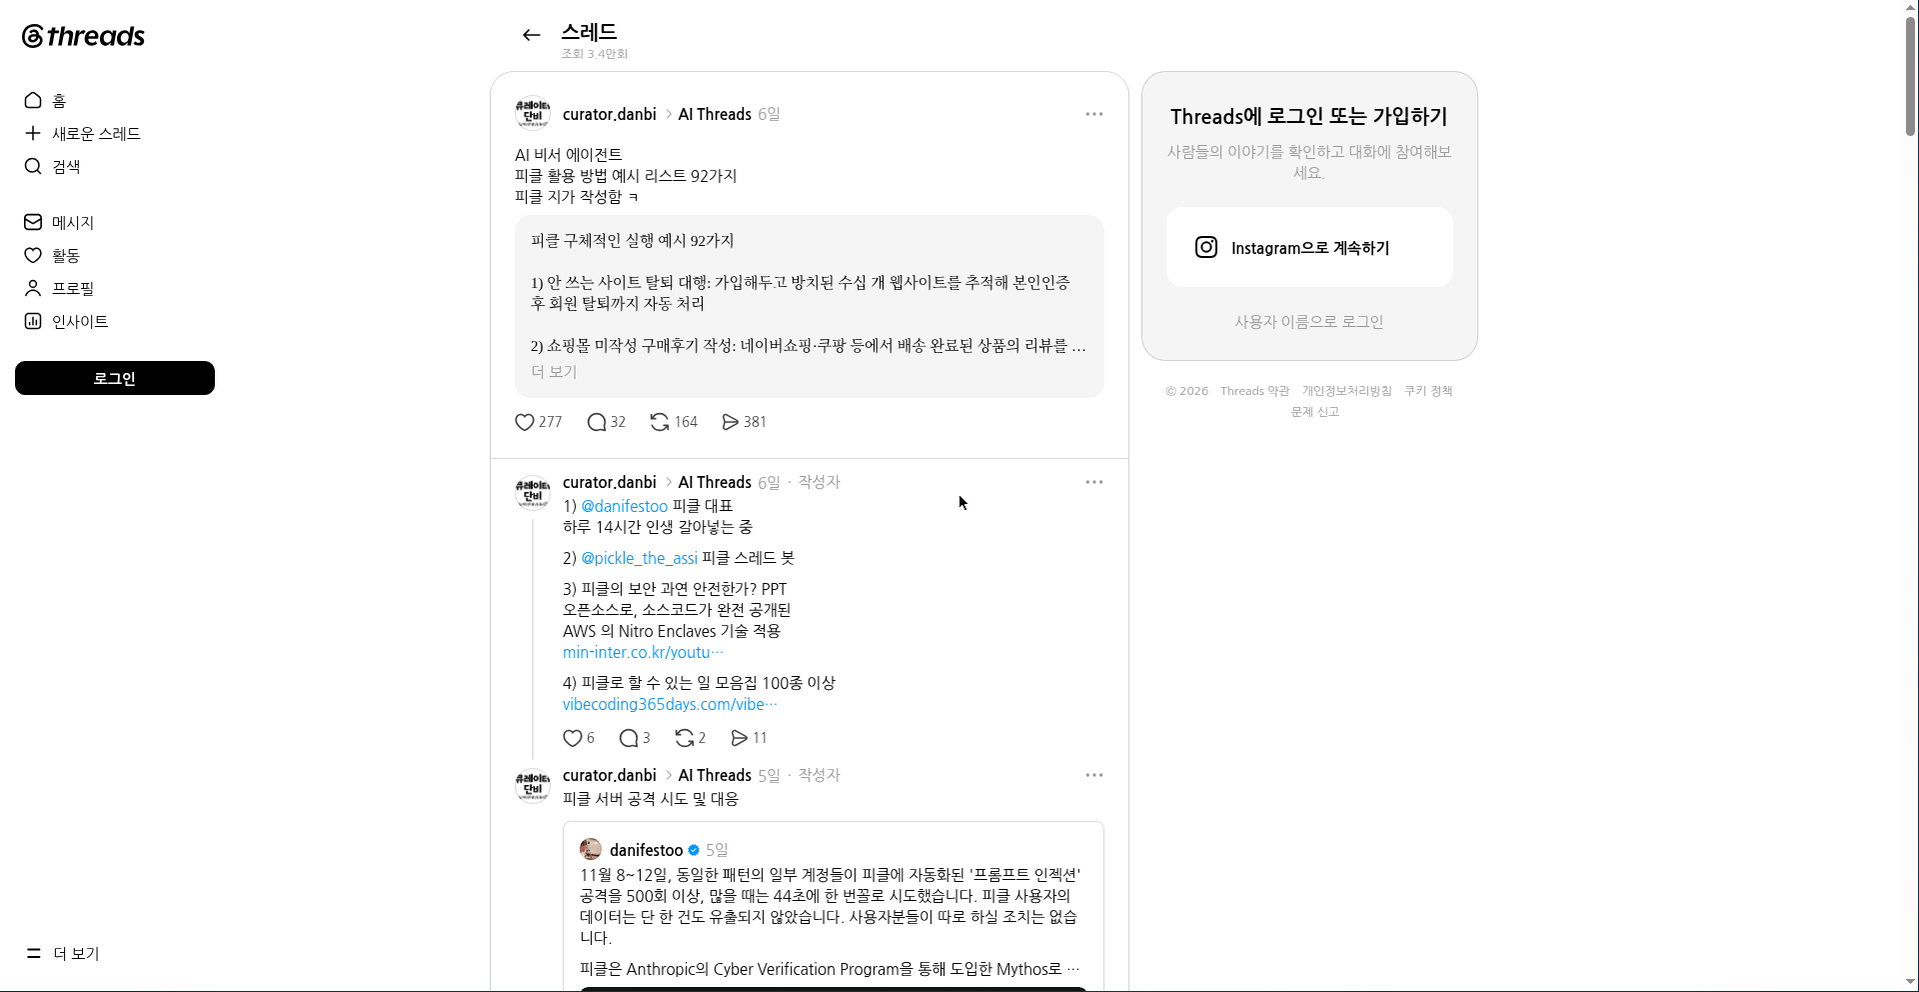 threads
홈
새로운 스레드
검색
메시지
활동
프로필
인사이트
로그인
더 보기
스레드
조회 3.4만회
큐레이터
단비
curator.danbi > AI Threads 6일
AI 비서 에이전트
피클 활용 방법 예시 리스트 92가지
피클 지가 작성함 ㅋ
피클 구체적인 실행 예시 92가지
1) 안 쓰는 사이트 탈퇴 대행: 가입해두고 방치된 수십 개 웹사이트를 추적해 본인인증
후 회원 탈퇴까지 자동 처리
2) 쇼핑몰 미작성 구매후기 작성: 네이버쇼핑·쿠팡 등에서 배송 완료된 상품의 리뷰를 …
더 보기
277 32 164 381
큐레이터
단비
curator.danbi > AI Threads 6일 · 작성자
1) @danifestoo 피클 대표
하루 14시간 인생 갈아넣는 중
2) @pickle_the_assi 피클 스레드 봇
3) 피클의 보안 과연 안전한가? PPT
오픈소스로, 소스코드가 완전 공개된
AWS 의 Nitro Enclaves 기술 적용
min-inter.co.kr/youtu…
4) 피클로 할 수 있는 일 모음집 100종 이상
vibecoding365days.com/vibe…
6 3 2 11
큐레이터
단비
curator.danbi > AI Threads 5일 · 작성자
피클 서버 공격 시도 및 대응
danifestoo 5일
11월 8~12일, 동일한 패턴의 일부 계정들이 피클에 자동화된 '프롬프트 인젝션'
공격을 500회 이상, 많을 때는 44초에 한 번꼴로 시도했습니다. 피클 사용자의
데이터는 단 한 건도 유출되지 않았습니다. 사용자분들이 따로 하실 조치는 없습
니다.
피클은 Anthropic의 Cyber Verification Program을 통해 도입한 Mythos로 …
Threads에 로그인 또는 가입하기
사람들의 이야기를 확인하고 대화에 참여해보
세요.
Instagram으로 계속하기
사용자 이름으로 로그인
© 2026 Threads 약관 개인정보처리방침 쿠키 정책
문제 신고